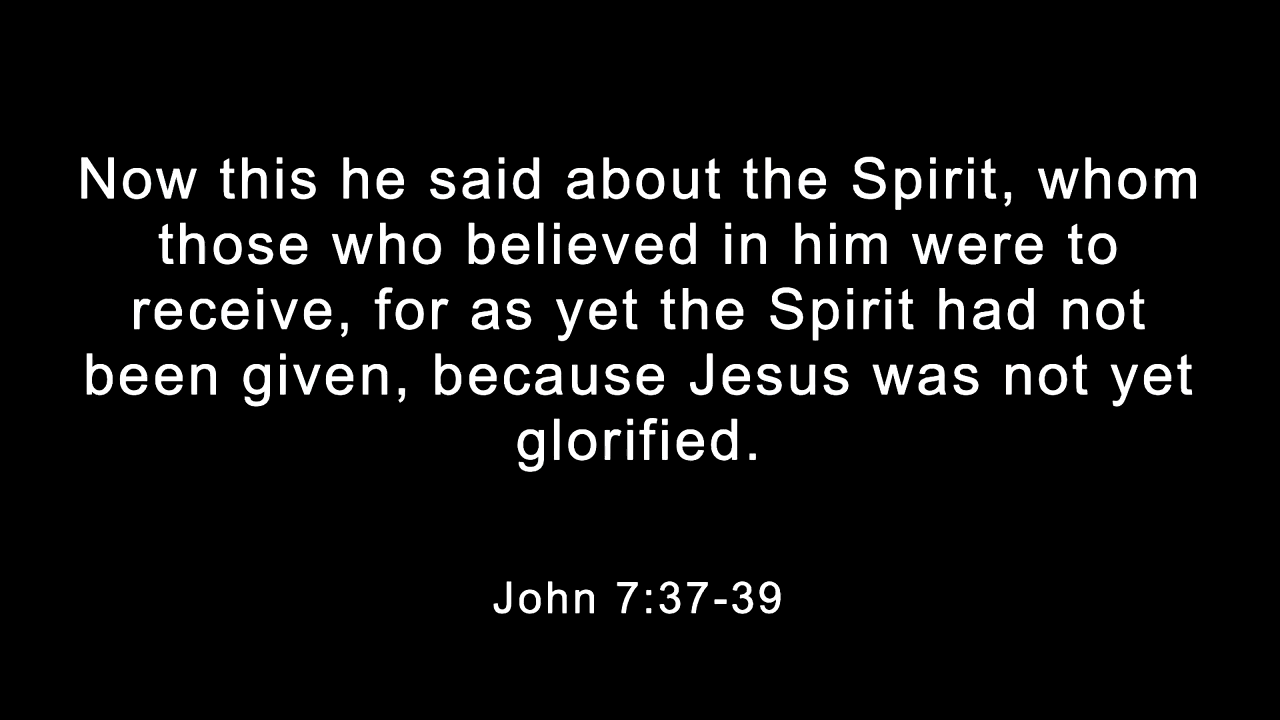 Now this he said about the Spirit, whom
those who believed in him were to
receive, for as yet the Spirit had not
been given, because Jesus was not yet
glorified.
John 7:37-39